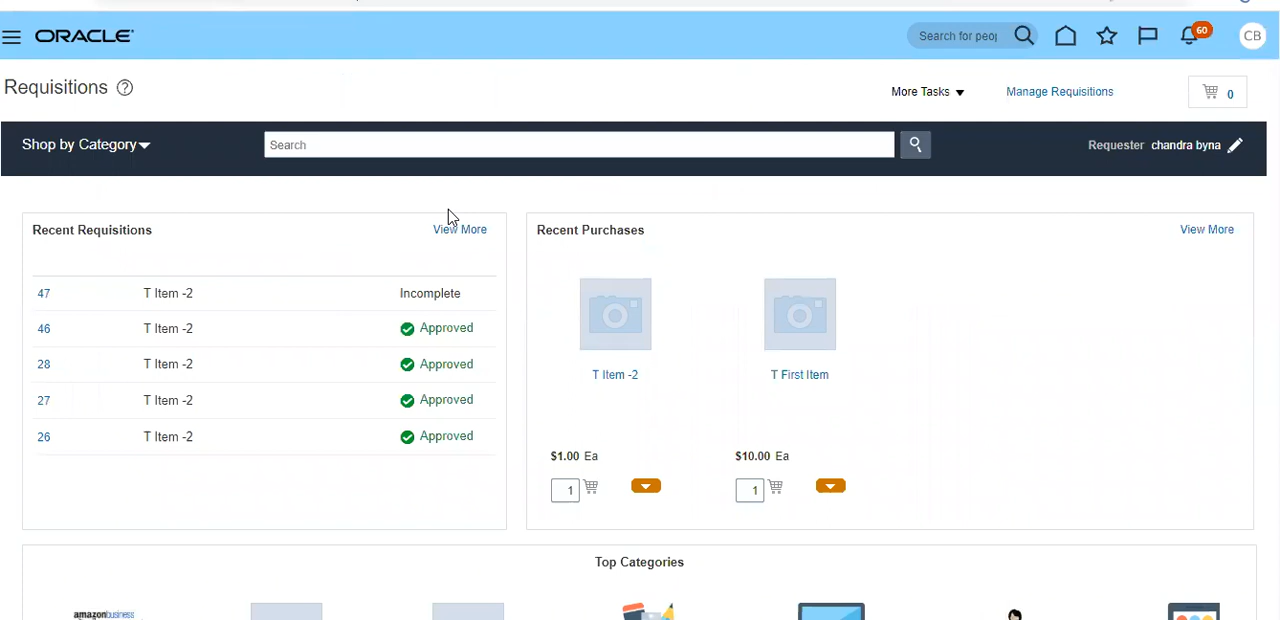 ORACLE
Search for peop
60
CB
Requisitions ?
More Tasks
Manage Requisitions
0
Shop by Category
Search
Requester chandra byna
Recent Requisitions
View More
47 T Item -2 Incomplete
46 T Item -2 Approved
28 T Item -2 Approved
27 T Item -2 Approved
26 T Item -2 Approved
Recent Purchases
View More
T Item -2
T First Item
$1.00 Ea
$10.00 Ea
1
1
Top Categories
amazonbusiness